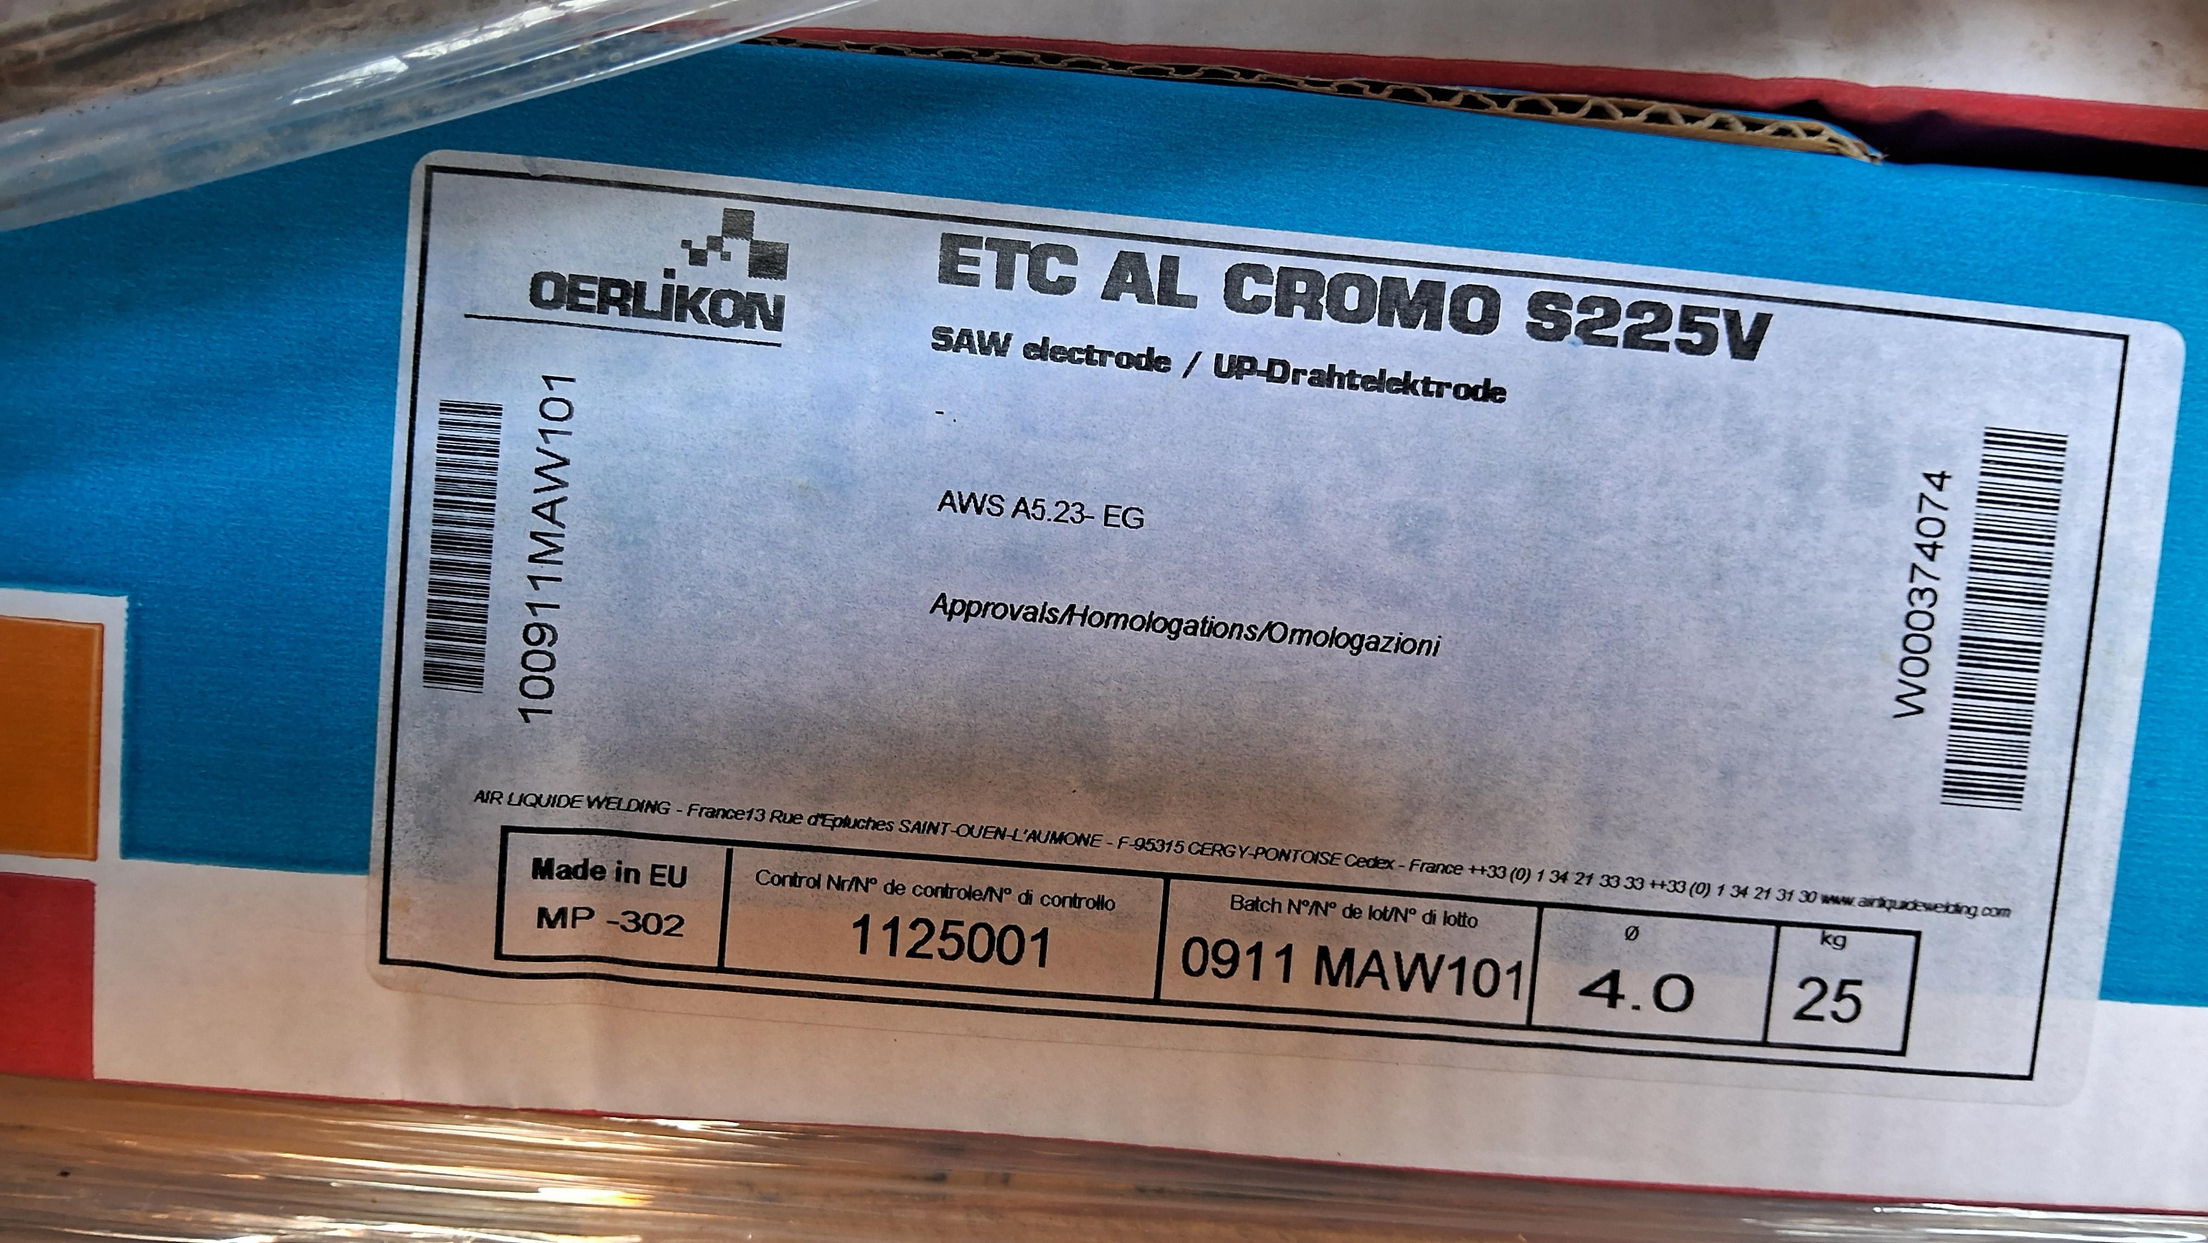 OERLiKON
ETC AL CROMO S225V
SAW electrode / UP-Drahtelektrode
-
100911MAW101
AWS A5.23- EG
W000374074
Approvals/Homologations/Omologazioni
AIR LIQUIDE WELDING - France13 Rue d'Epluches SAINT-OUEN-L'AUMONE - F-95315 CERGY-PONTOISE Cedex - France ++33 (0) 1 34 21 33 33 ++33 (0) 1 34 21 31 30 www.airliquidewelding.com
Made in EU
MP -302
Control Nr/N° de controle/N° di controllo
1125001
Batch N°/N° de lot/N° di lotto
0911 MAW101
Ø
4.0
kg
25